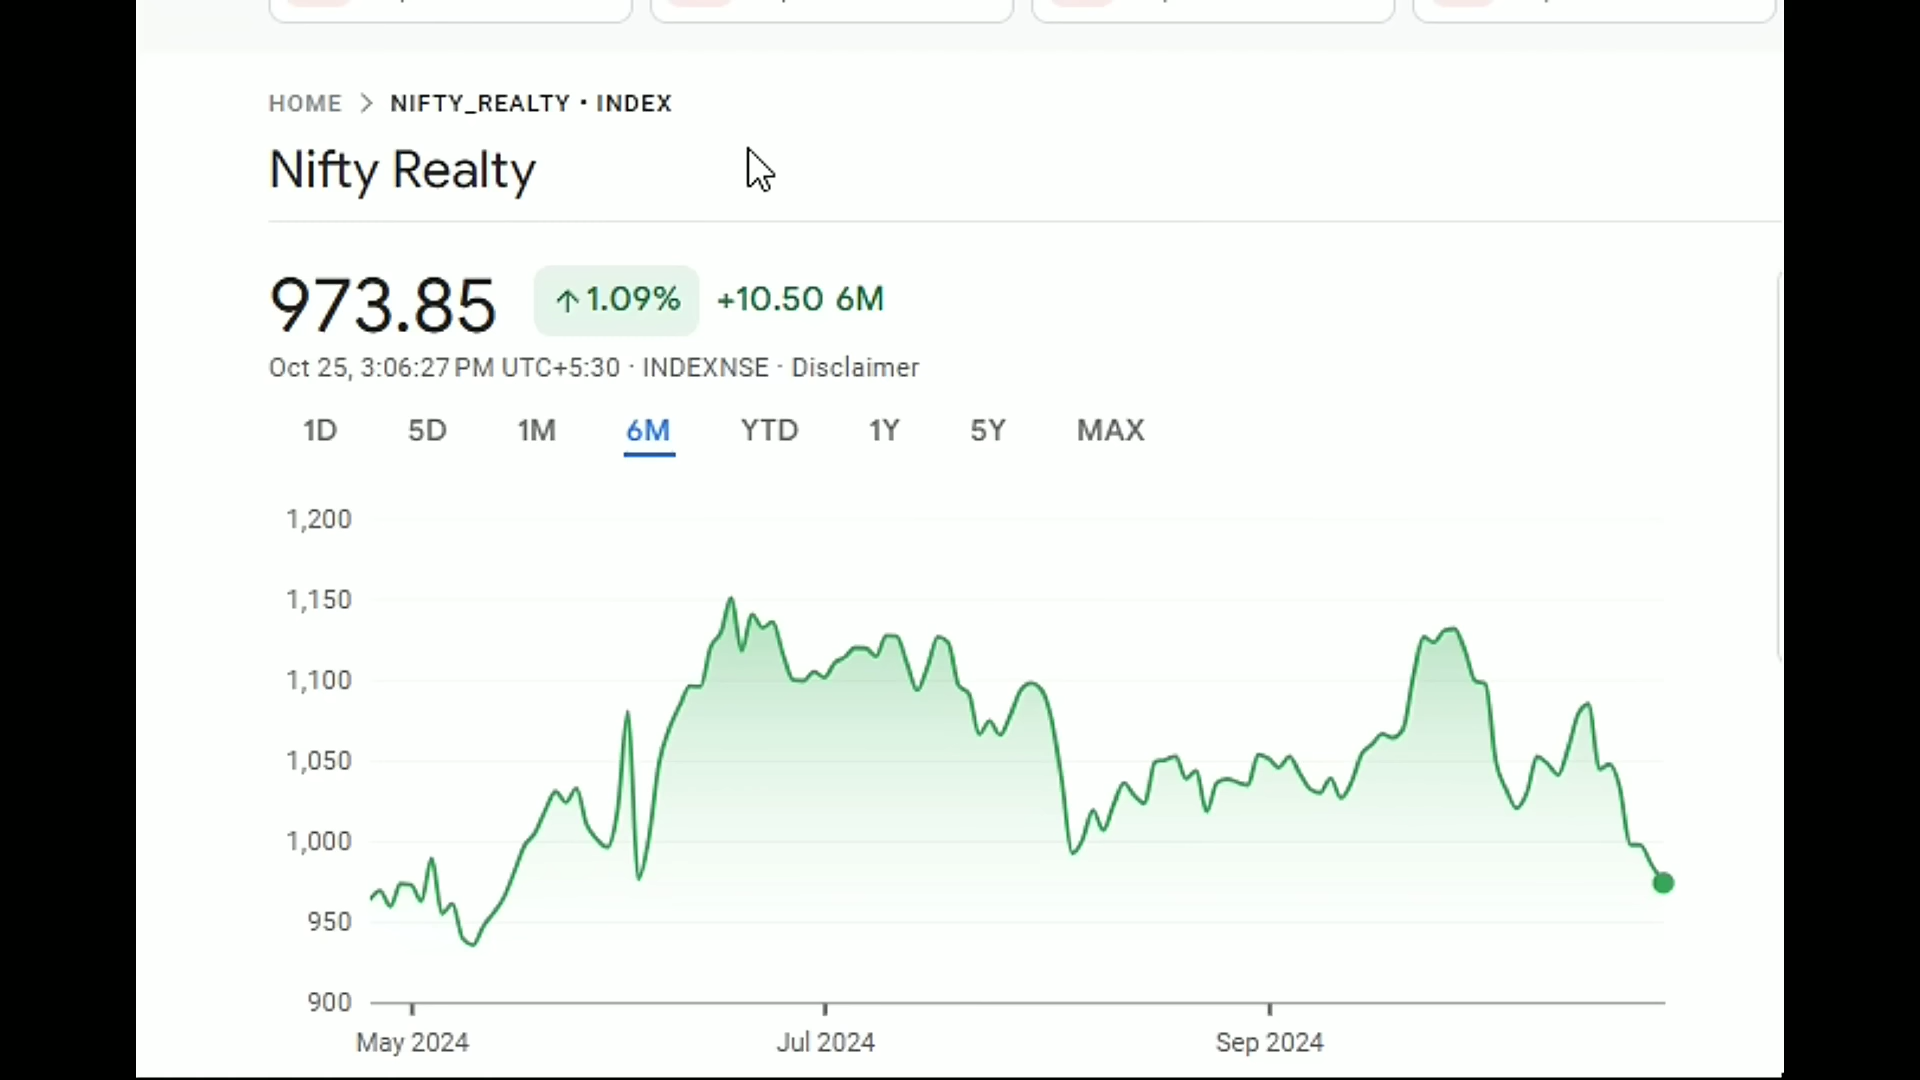 HOME > NIFTY_REALTY • INDEX
Nifty Realty
973.85 ↑ 1.09% +10.50 6M
Oct 25, 3:06:27 PM UTC+5:30 · INDEXNSE · Disclaimer
1D 5D 1M 6M YTD 1Y 5Y MAX
1,200
1,150
1,100
1,050
1,000
950
900
May 2024 Jul 2024 Sep 2024